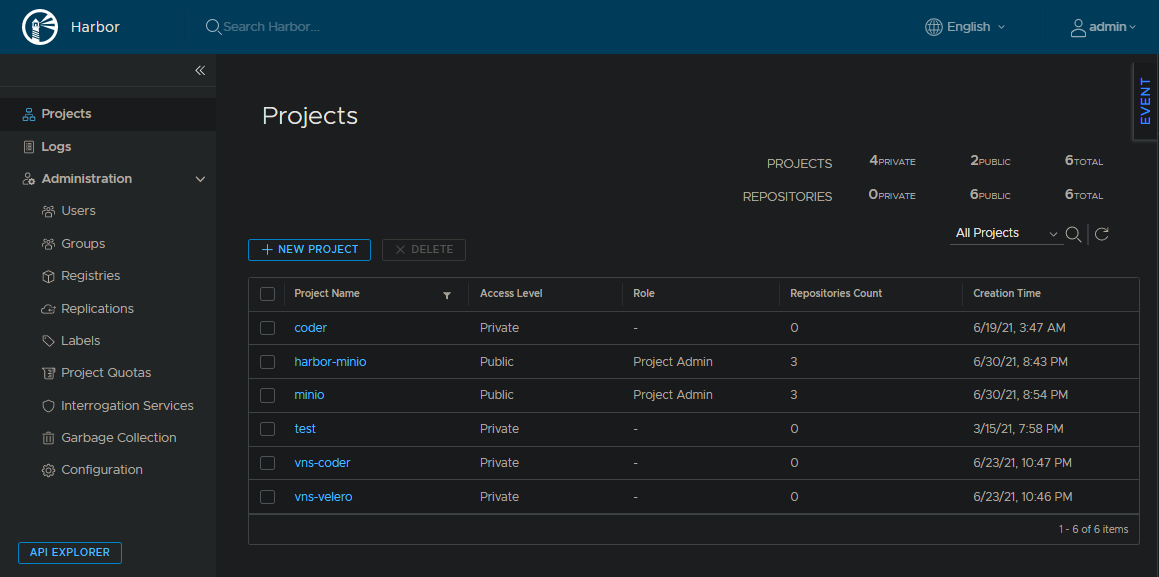 Harbor
Search Harbor...
English
admin
EVENT
Projects
Logs
Administration
Users
Groups
Registries
Replications
Labels
Project Quotas
Interrogation Services
Garbage Collection
Configuration
API EXPLORER
Projects
PROJECTS 4PRIVATE 2PUBLIC 6TOTAL
REPOSITORIES 0PRIVATE 6PUBLIC 6TOTAL
All Projects
NEW PROJECT DELETE
Project Name Access Level Role Repositories Count Creation Time
coder Private - 0 6/19/21, 3:47 AM
harbor-minio Public Project Admin 3 6/30/21, 8:43 PM
minio Public Project Admin 3 6/30/21, 8:54 PM
test Private - 0 3/15/21, 7:58 PM
vns-coder Private - 0 6/23/21, 10:47 PM
vns-velero Private - 0 6/23/21, 10:46 PM
1 - 6 of 6 items